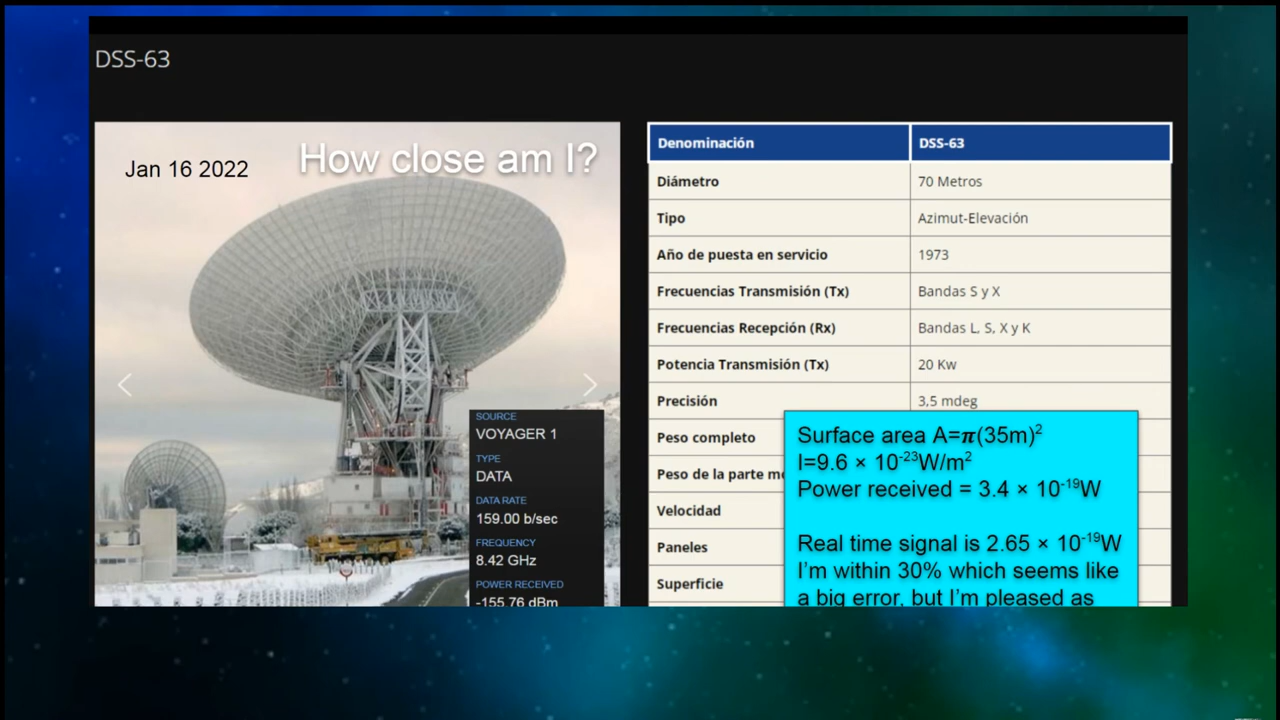 DSS-63
Jan 16 2022
How close am I?
SOURCE
VOYAGER 1
TYPE
DATA
DATA RATE
159.00 b/sec
FREQUENCY
8.42 GHz
POWER RECEIVED
-155.76 dBm
Denominación DSS-63
Diámetro 70 Metros
Tipo Azimut-Elevación
Año de puesta en servicio 1973
Frecuencias Transmisión (Tx) Bandas S y X
Frecuencias Recepción (Rx) Bandas L, S, X y K
Potencia Transmisión (Tx) 20 Kw
Precisión 3,5 mdeg
Peso completo
Peso de la parte mo
Velocidad
Paneles
Superficie
Surface area A=π(35m)²
I=9.6 × 10⁻²³W/m²
Power received = 3.4 × 10⁻¹⁹W
Real time signal is 2.65 × 10⁻¹⁹W
I'm within 30% which seems like
a big error, but I'm pleased as